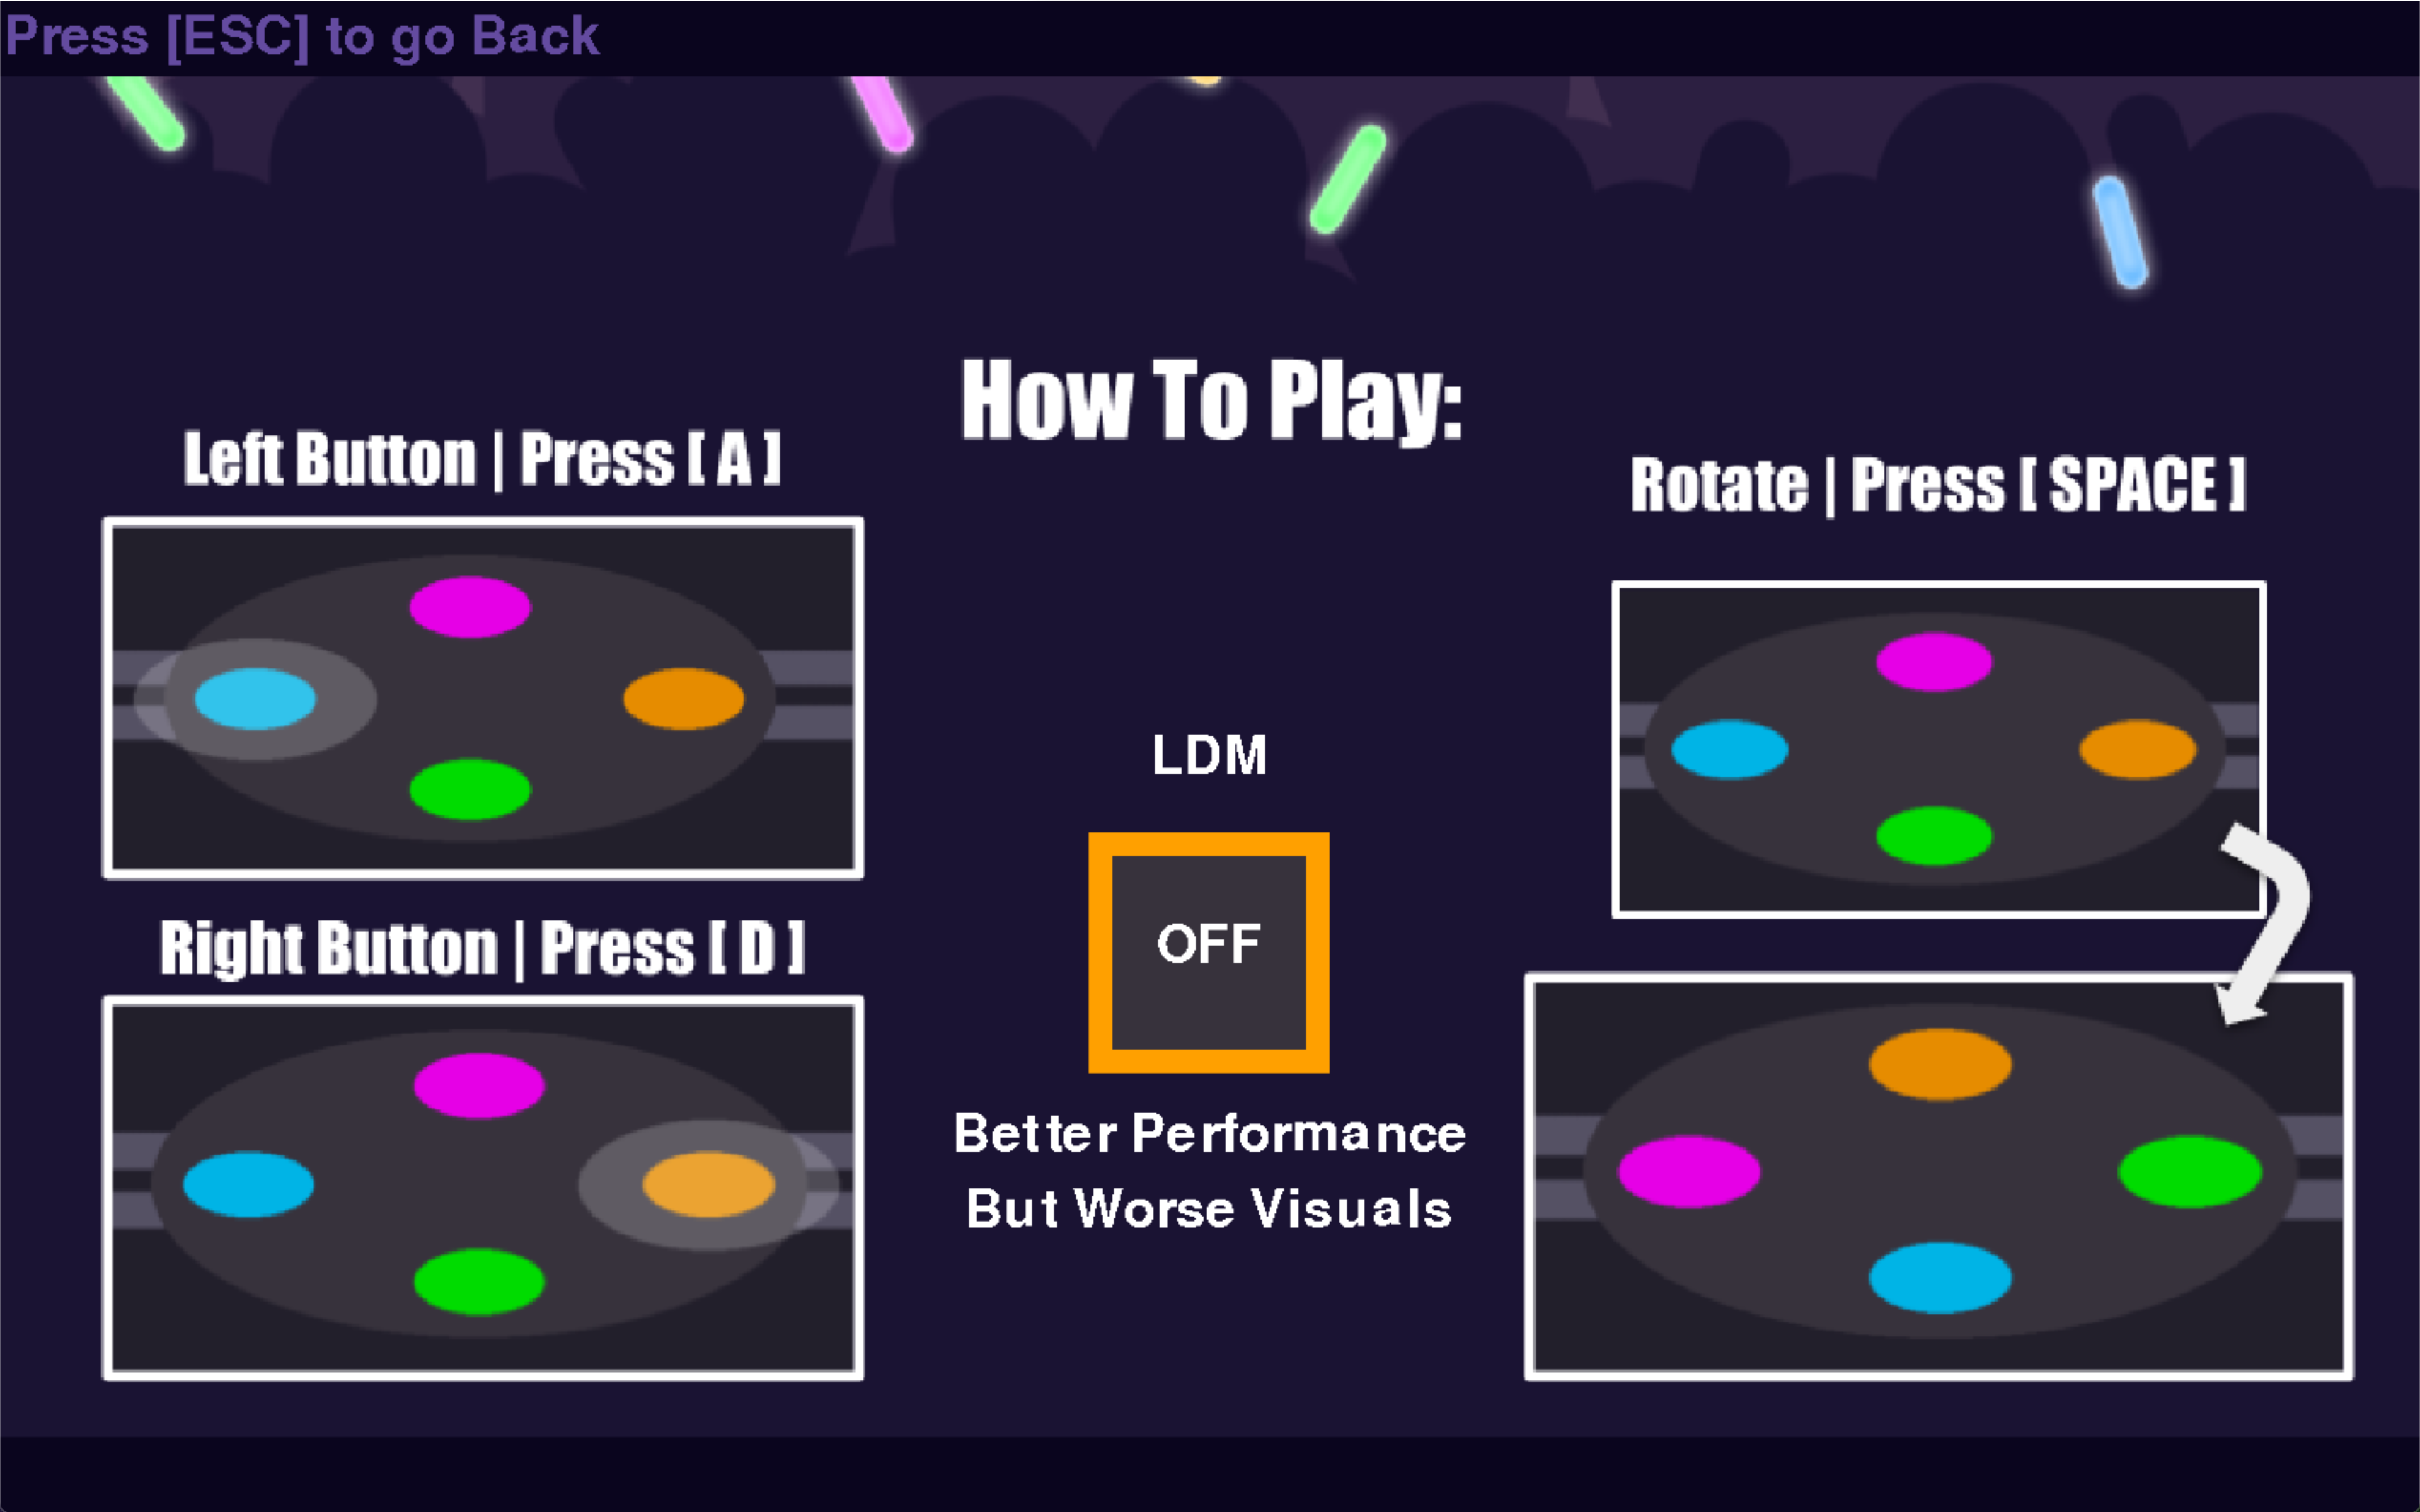 Press [ESC] to go Back
How To Play:
Left Button | Press [ A ]
Rotate | Press [ SPACE ]
LDM
OFF
Right Button | Press [ D ]
Better Performance
But Worse Visuals